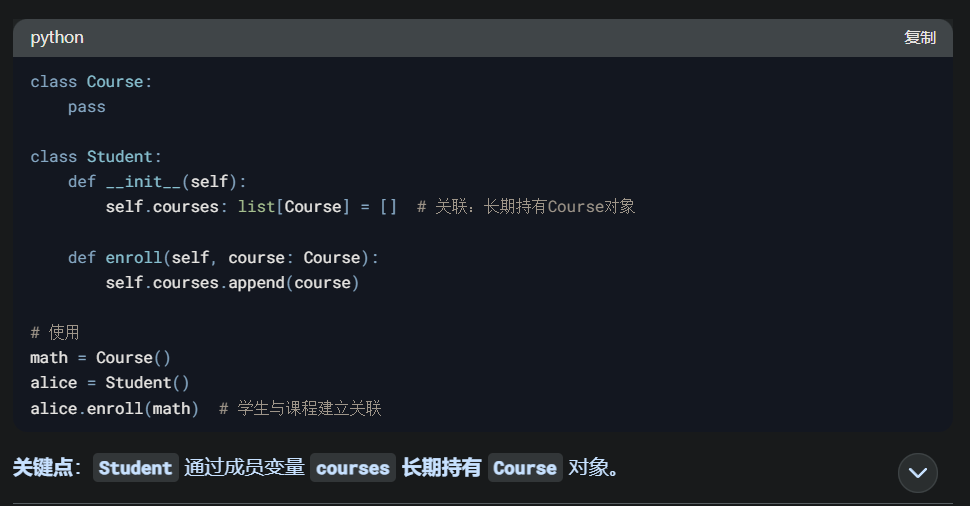 python 复制
class Course:
    pass
class Student:
    def __init__(self):
        self.courses: list[Course] = []  # 关联：长期持有Course对象
    def enroll(self, course: Course):
        self.courses.append(course)
# 使用
math = Course()
alice = Student()
alice.enroll(math)  # 学生与课程建立关联
关键点：Student 通过成员变量 courses 长期持有 Course 对象。